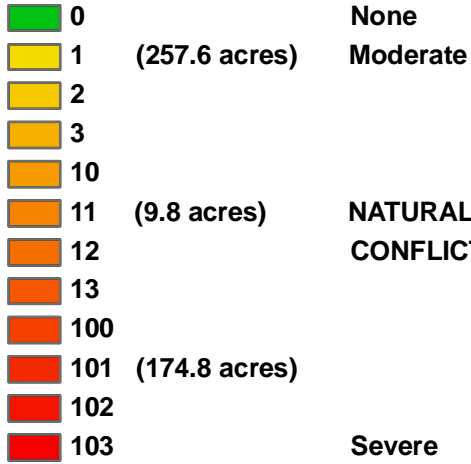 0 None
1 (257.6 acres) Moderate
2
3
10
11 (9.8 acres) NATURAL
12 CONFLICT
13
100
101 (174.8 acres)
102
103 Severe